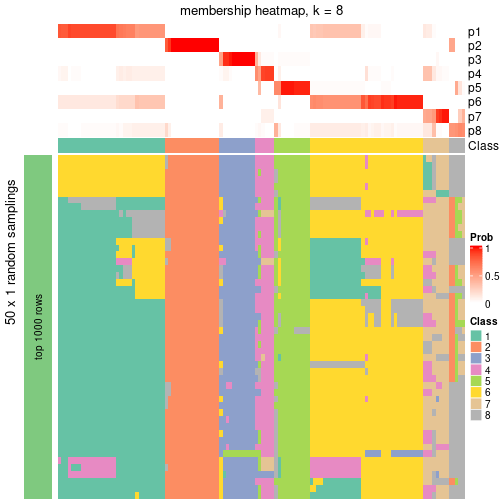 membership heatmap, k = 8
p1
p2
p3
p4
p5
p6
p7
p8
Class
50 x 1 random samplings
top 1000 rows
Prob
1
0.5
0
Class
1
2
3
4
5
6
7
8